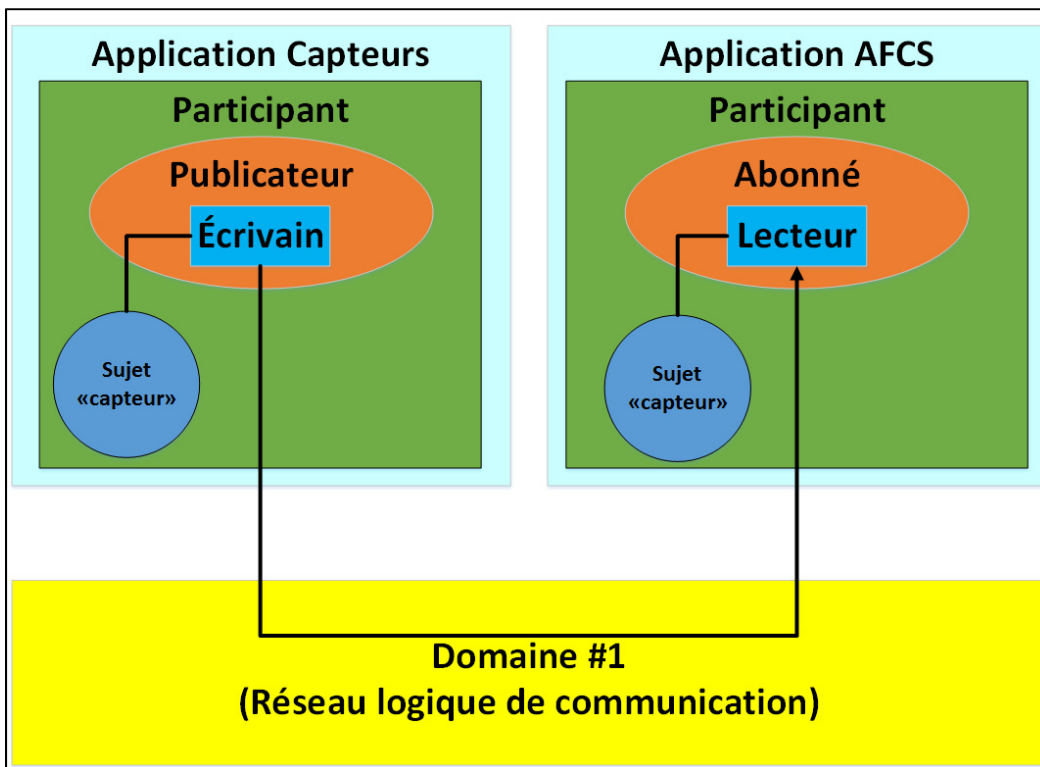 Application Capteurs
Participant
Publicateur
Écrivain
Sujet
«capteur»
Application AFCS
Participant
Abonné
Lecteur
Sujet
«capteur»
Domaine #1
(Réseau logique de communication)